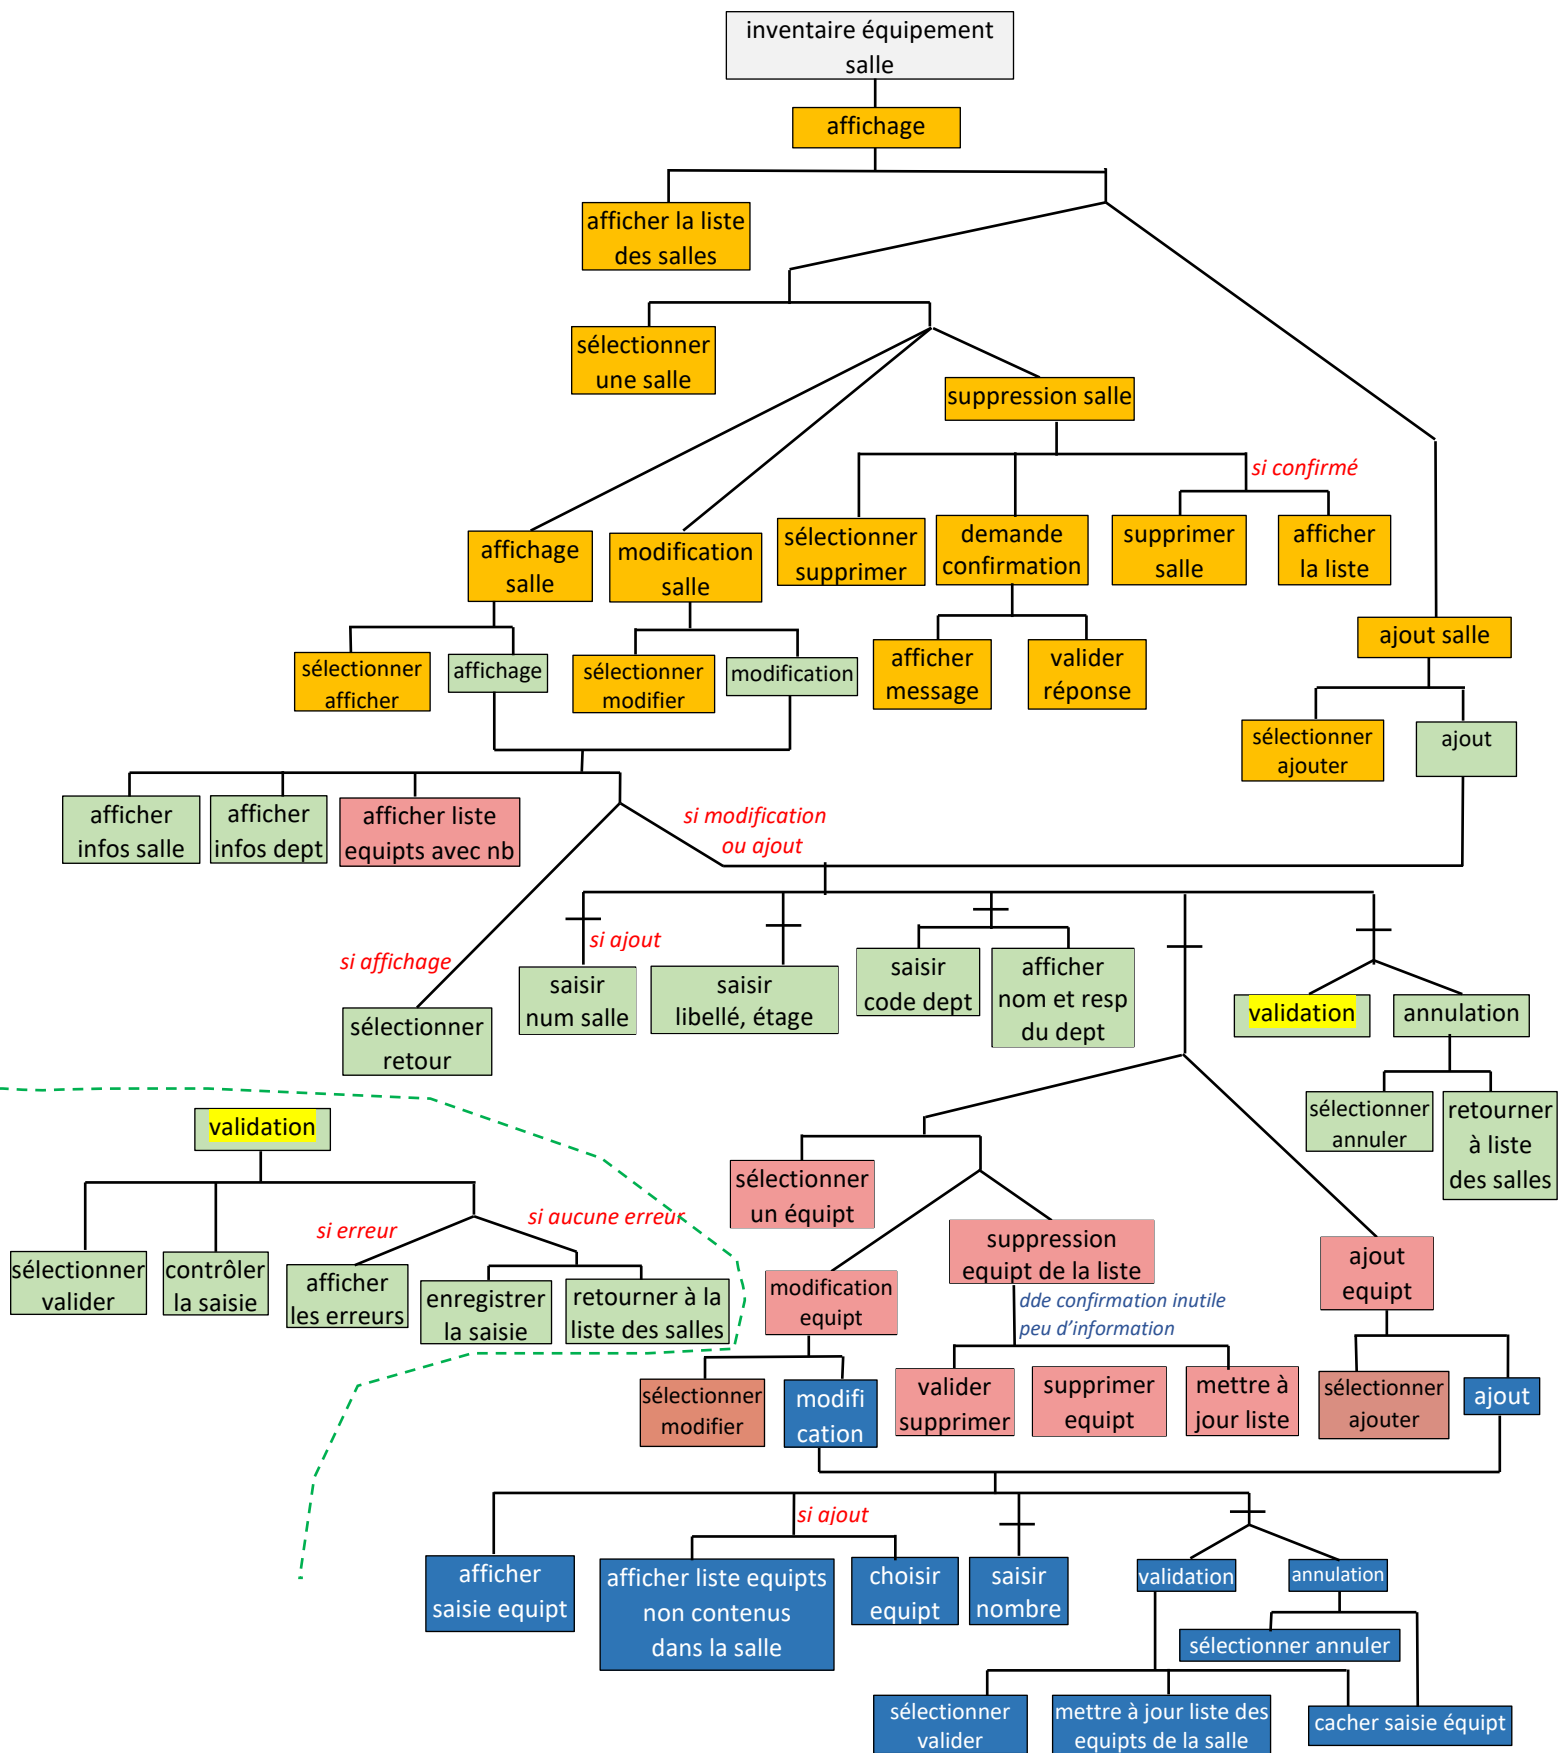 inventaire équipement
salle
affichage
afficher la liste
des salles
sélectionner
une salle
suppression salle
si confirmé
affichage
salle
modification
salle
sélectionner
supprimer
demande
confirmation
supprimer
salle
afficher
la liste
ajout salle
sélectionner
afficher
affichage
sélectionner
modifier
modification
afficher
message
valider
réponse
sélectionner
ajouter
ajout
afficher
infos salle
afficher
infos dept
afficher liste
equipts avec nb
si modification
ou ajout
si affichage
si ajout
saisir
num salle
saisir
libellé, étage
saisir
code dept
afficher
nom et resp
du dept
validation
annulation
sélectionner
retour
sélectionner
annuler
retourner
à liste
des salles
validation
si erreur
si aucune erreur
sélectionner
valider
contrôler
la saisie
afficher
les erreurs
enregistrer
la saisie
retourner à la
liste des salles
sélectionner
un équipt
modification
equipt
suppression
equipt de la liste
dde confirmation inutile
peu d'information
ajout
equipt
sélectionner
modifier
modifi
cation
valider
supprimer
supprimer
equipt
mettre à
jour liste
sélectionner
ajouter
ajout
si ajout
afficher
saisie equipt
afficher liste equipts
non contenus
dans la salle
choisir
equipt
saisir
nombre
validation
annulation
sélectionner annuler
sélectionner
valider
mettre à jour liste des
equipts de la salle
cacher saisie équipt